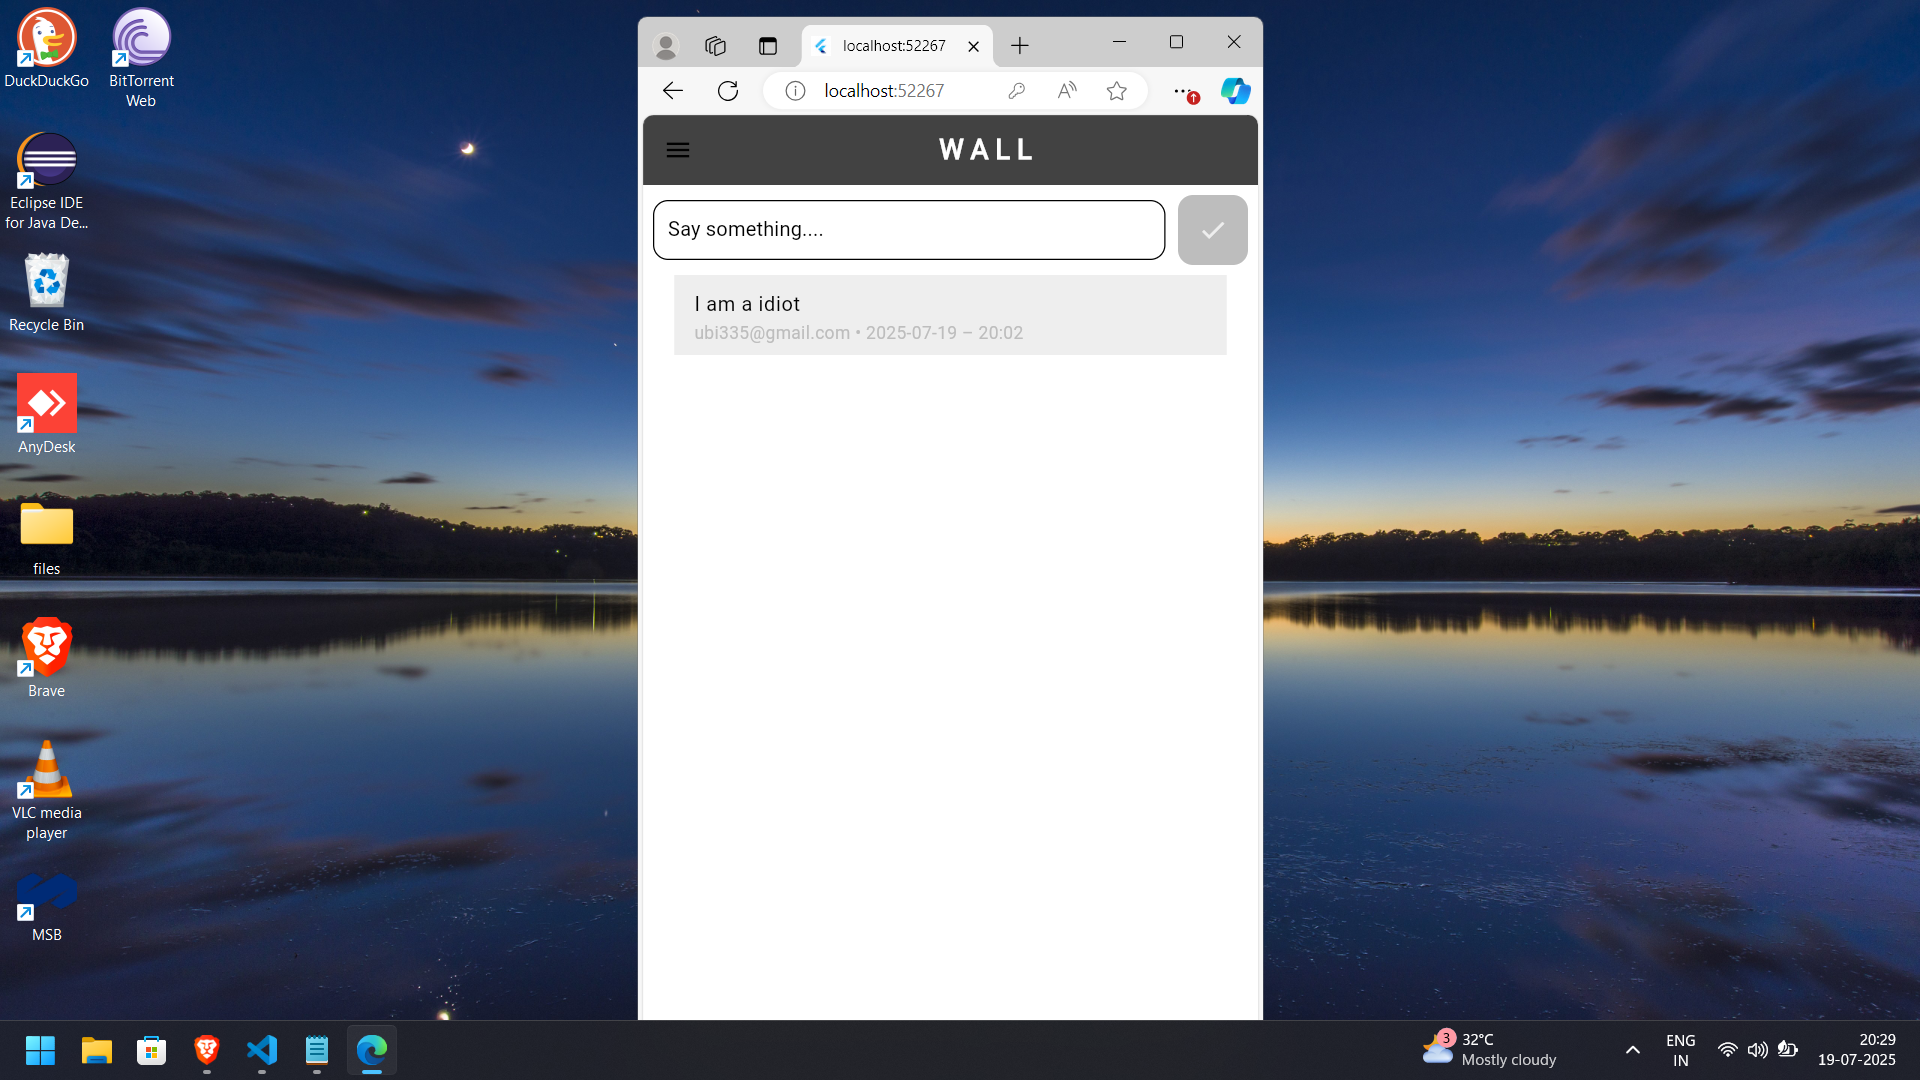 DuckDuckGo
BitTorrent
Web
Eclipse IDE
for Java De...
Recycle Bin
AnyDesk
files
Brave
VLC media
player
MSB
localhost:52267
localhost:52267
WALL
Say something....
I am a idiot
ubi335@gmail.com • 2025-07-19 – 20:02
3
32°C
Mostly cloudy
ENG
IN
20:29
19-07-2025